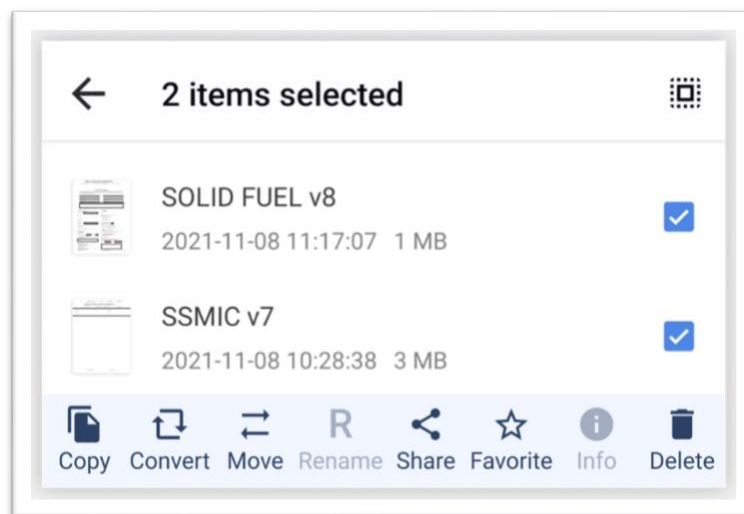 2 items selected
SOLID FUEL v8
2021-11-08 11:17:07 1 MB
SSMIC v7
2021-11-08 10:28:38 3 MB
R
Copy Convert Move Rename Share Favorite Info Delete